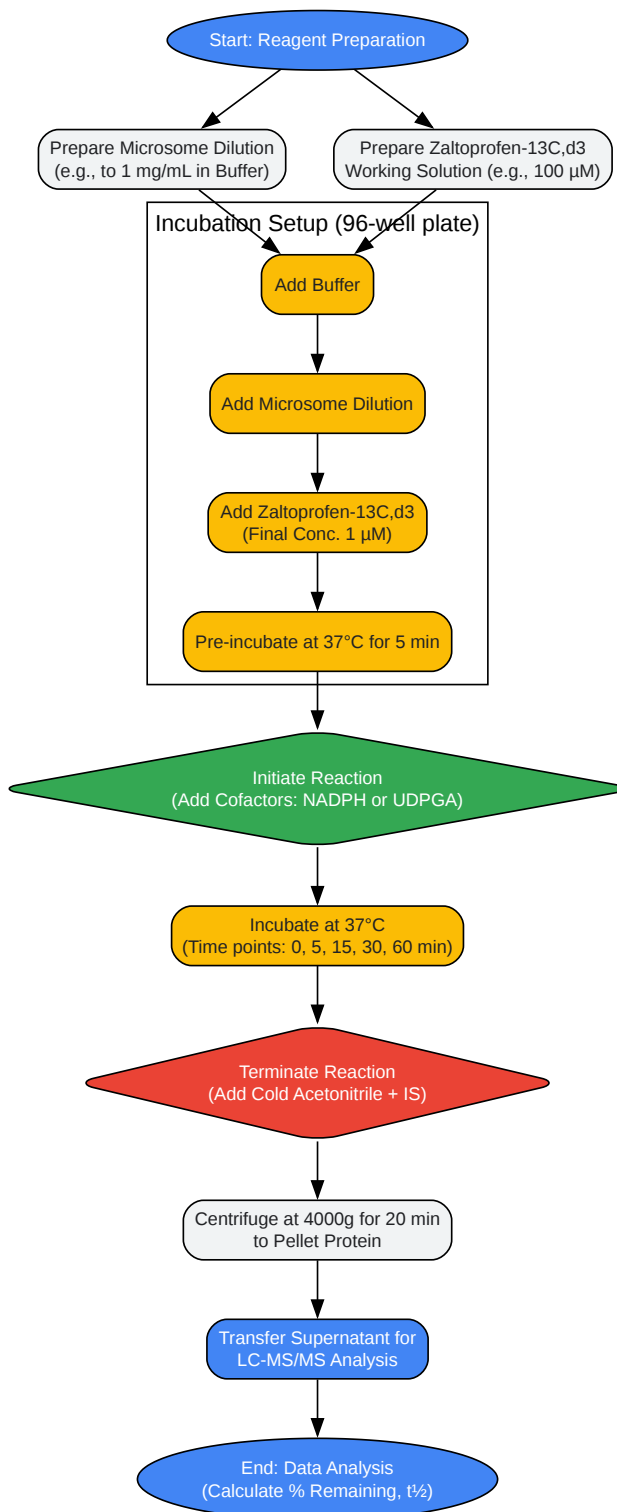 Start: Reagent Preparation
Prepare Microsome Dilution
(e.g., to 1 mg/mL in Buffer)
Prepare Zaltoprofen-13C,d3
Working Solution (e.g., 100 µM)
Incubation Setup (96-well plate)
Add Buffer
Add Microsome Dilution
Add Zaltoprofen-13C,d3
(Final Conc. 1 µM)
Pre-incubate at 37°C for 5 min
Initiate Reaction
(Add Cofactors: NADPH or UDPGA)
Incubate at 37°C
(Time points: 0, 5, 15, 30, 60 min)
Terminate Reaction
(Add Cold Acetonitrile + IS)
Centrifuge at 4000g for 20 min
to Pellet Protein
Transfer Supernatant for
LC-MS/MS Analysis
End: Data Analysis
(Calculate % Remaining, t½)